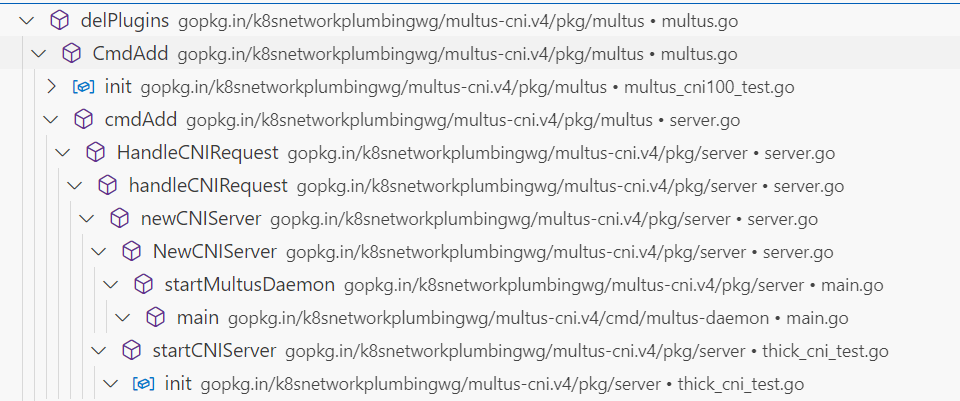 delPlugins gopkg.in/k8snetworkplumbingwg/multus-cni.v4/pkg/multus • multus.go
CmdAdd gopkg.in/k8snetworkplumbingwg/multus-cni.v4/pkg/multus • multus.go
init gopkg.in/k8snetworkplumbingwg/multus-cni.v4/pkg/multus • multus_cni100_test.go
cmdAdd gopkg.in/k8snetworkplumbingwg/multus-cni.v4/pkg/multus • server.go
HandleCNIRequest gopkg.in/k8snetworkplumbingwg/multus-cni.v4/pkg/server • server.go
handleCNIRequest gopkg.in/k8snetworkplumbingwg/multus-cni.v4/pkg/server • server.go
newCNIServer gopkg.in/k8snetworkplumbingwg/multus-cni.v4/pkg/server • server.go
NewCNIServer gopkg.in/k8snetworkplumbingwg/multus-cni.v4/pkg/server • server.go
startMultusDaemon gopkg.in/k8snetworkplumbingwg/multus-cni.v4/pkg/server • main.go
main gopkg.in/k8snetworkplumbingwg/multus-cni.v4/cmd/multus-daemon • main.go
startCNIServer gopkg.in/k8snetworkplumbingwg/multus-cni.v4/pkg/server • thick_cni_test.go
init gopkg.in/k8snetworkplumbingwg/multus-cni.v4/pkg/server • thick_cni_test.go